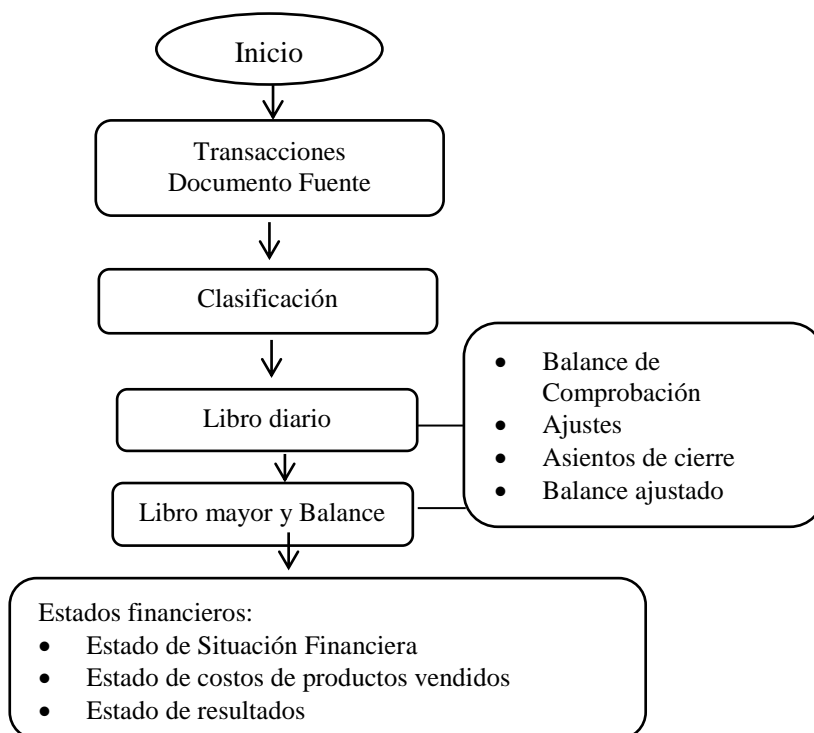 Inicio
Transacciones
Documento Fuente
Clasificación
Libro diario
Libro mayor y Balance
• Balance de
Comprobación
• Ajustes
• Asientos de cierre
• Balance ajustado
Estados financieros:
• Estado de Situación Financiera
• Estado de costos de productos vendidos
• Estado de resultados